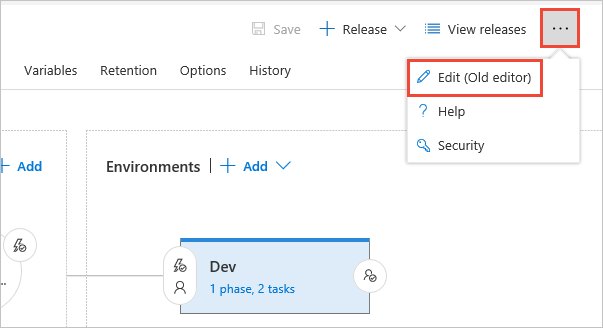 Save
Release
View releases
...
Variables
Retention
Options
History
Edit (Old editor)
? Help
Security
Add
Environments | + Add
Dev
1 phase, 2 tasks
..